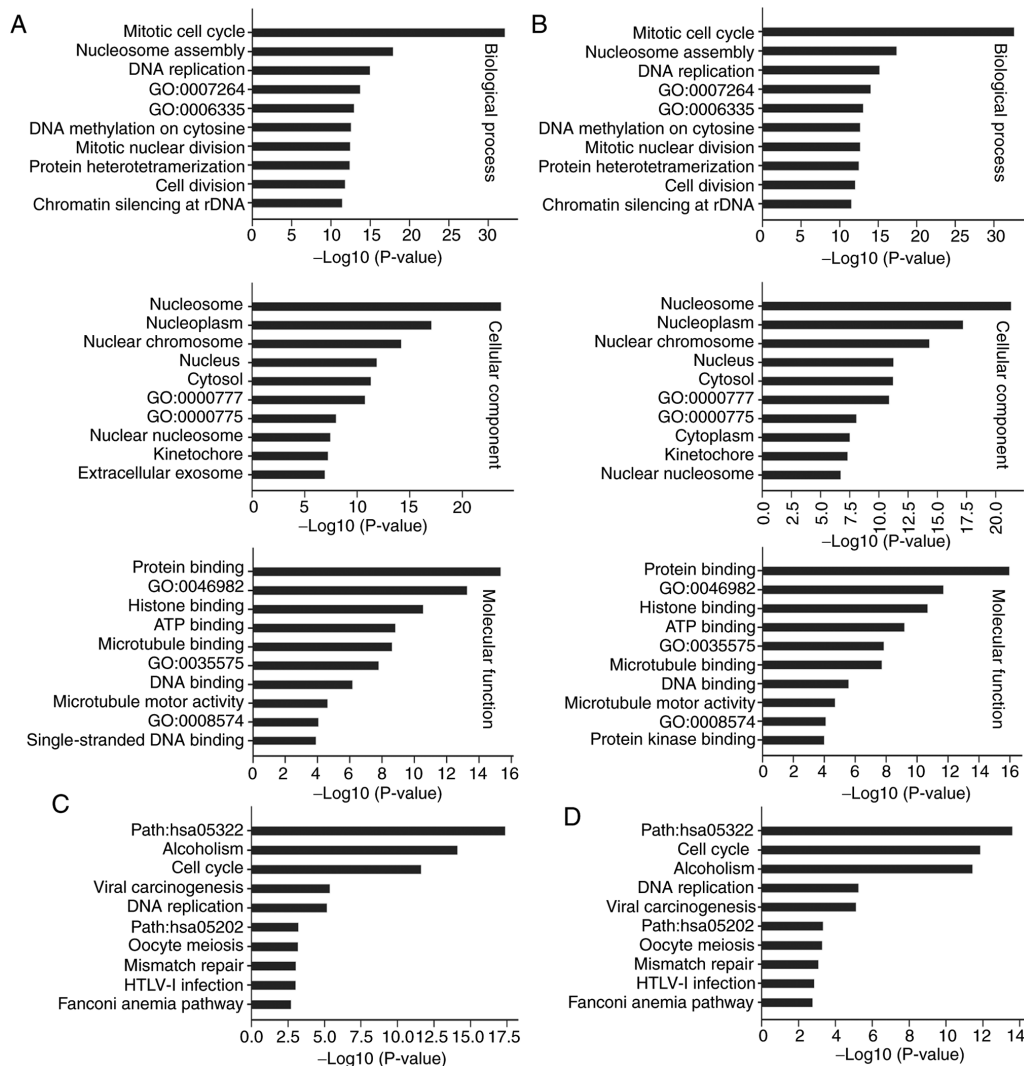 A
Mitotic cell cycle
Nucleosome assembly
DNA replication
GO:0007264
GO:0006335
DNA methylation on cytosine
Mitotic nuclear division
Protein heterotetramerization
Cell division
Chromatin silencing at rDNA
Biological process
0 5 10 15 20 25 30
–Log10 (P-value)
Nucleosome
Nucleoplasm
Nuclear chromosome
Nucleus
Cytosol
GO:0000777
GO:0000775
Nuclear nucleosome
Kinetochore
Extracellular exosome
Cellular component
0 5 10 15 20
–Log10 (P-value)
Protein binding
GO:0046982
Histone binding
ATP binding
Microtubule binding
GO:0035575
DNA binding
Microtubule motor activity
GO:0008574
Single-stranded DNA binding
Molecular function
0 2 4 6 8 10 12 14 16
–Log10 (P-value)
B
Mitotic cell cycle
Nucleosome assembly
DNA replication
GO:0007264
GO:0006335
DNA methylation on cytosine
Mitotic nuclear division
Protein heterotetramerization
Cell division
Chromatin silencing at rDNA
Biological process
0 5 10 15 20 25 30
–Log10 (P-value)
Nucleosome
Nucleoplasm
Nuclear chromosome
Nucleus
Cytosol
GO:0000777
GO:0000775
Cytoplasm
Kinetochore
Nuclear nucleosome
Cellular component
0.0 2.5 5.0 7.5 10.0 12.5 15.0 17.5 20.0
–Log10 (P-value)
Protein binding
GO:0046982
Histone binding
ATP binding
GO:0035575
Microtubule binding
DNA binding
Microtubule motor activity
GO:0008574
Protein kinase binding
Molecular function
0 2 4 6 8 10 12 14 16
–Log10 (P-value)
C
Path:hsa05322
Alcoholism
Cell cycle
Viral carcinogenesis
DNA replication
Path:hsa05202
Oocyte meiosis
Mismatch repair
HTLV-I infection
Fanconi anemia pathway
0.0 2.5 5.0 7.5 10.0 12.5 15.0 17.5
–Log10 (P-value)
D
Path:hsa05322
Cell cycle
Alcoholism
DNA replication
Viral carcinogenesis
Path:hsa05202
Oocyte meiosis
Mismatch repair
HTLV-I infection
Fanconi anemia pathway
0 2 4 6 8 10 12 14
–Log10 (P-value)